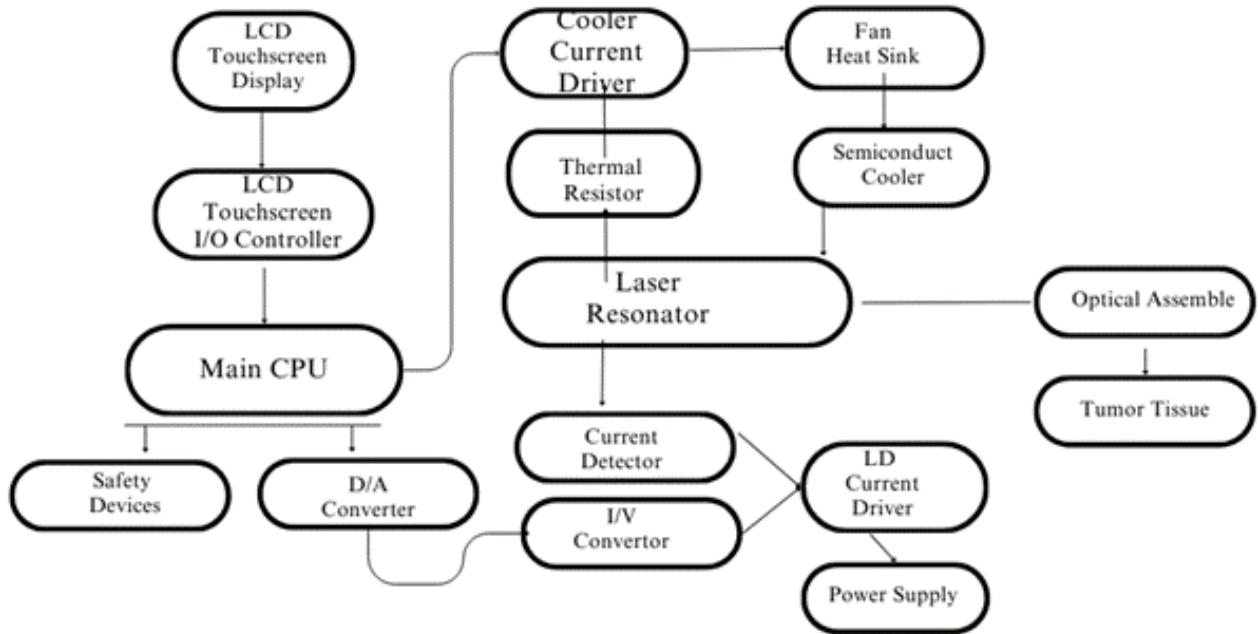 LCD
Touchscreen
Display
LCD
Touchscreen
I/O Controller
Main CPU
Safety
Devices
D/A
Converter
Cooler
Current
Driver
Thermal
Resistor
Fan
Heat Sink
Semiconduct
Cooler
Laser
Resonator
Optical Assemble
Tumor Tissue
Current
Detector
I/V
Convertor
LD
Current
Driver
Power Supply